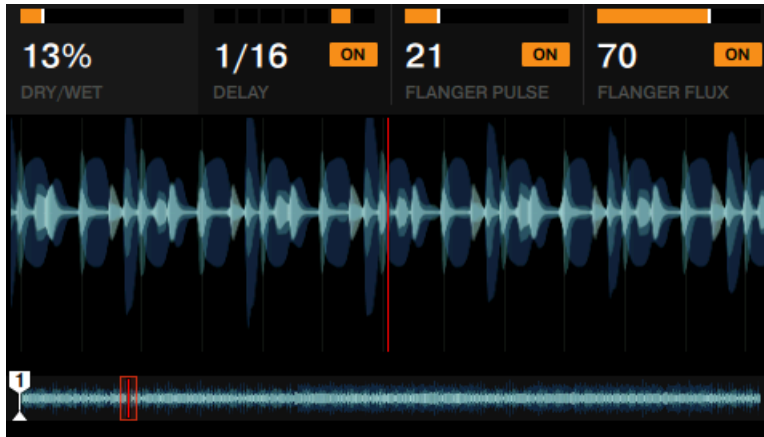 13%
DRY/WET
1/16 ON
DELAY
21 ON
FLANGER PULSE
70 ON
FLANGER FLUX
1